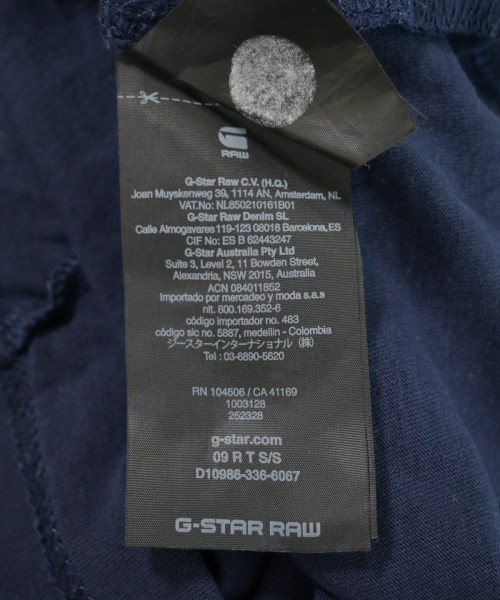 RAW
G-Star Raw C.V. (H.Q.)
Joan Muyskenweg 39, 1114 AN, Amsterdam, NL
VAT.No: NL850210161B01
G-Star Raw Denim SL
Calle Almogavares 119-123 08018 Barcelona, ES
CIF No: ES B 62443247
G-Star Australia Pty Ltd
Suite 3, Level 2, 11 Bowden Street,
Alexandria, NSW 2015, Australia
ACN 084011852
Importado por mercadeo y moda s.a.s
nit. 800.169.352-6
código importador no. 483
código sic no. 5887, medellin - Colombia
ジースターインターナショナル (株)
Tel : 03-6890-5620
RN 104506 / CA 41169
1003128
252328
g-star.com
09 R T S/S
D10986-336-6067
G-STAR RAW